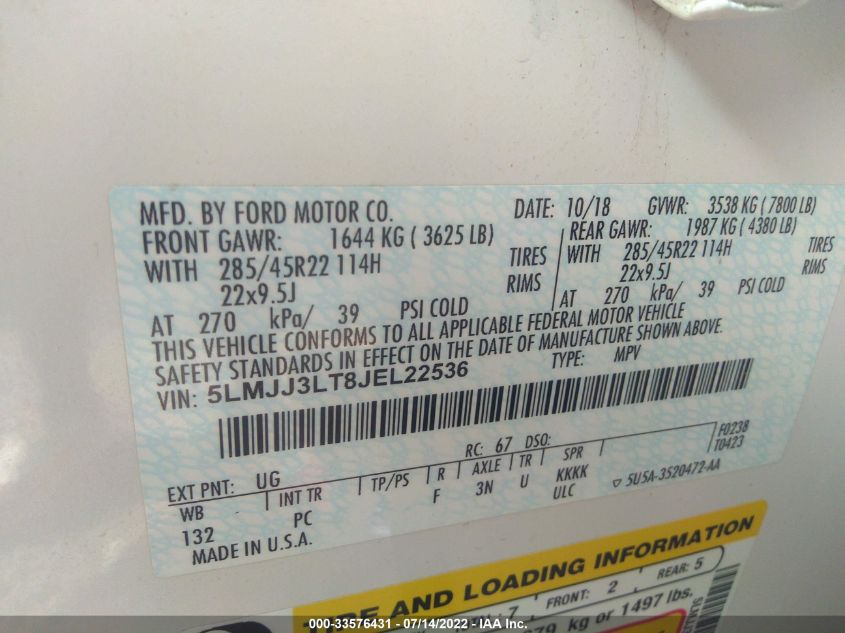 MFD. BY FORD MOTOR CO. DATE: 10/18 GVWR: 3538 KG ( 7800 LB)
FRONT GAWR: 1644 KG ( 3625 LB) REAR GAWR: 1987 KG ( 4380 LB)
WITH 285/45R22 114H TIRES WITH 285/45R22 114H TIRES
22x9.5J RIMS 22x9.5J RIMS
AT 270 kPa/ 39 PSI COLD AT 270 kPa/ 39 PSI COLD
THIS VEHICLE CONFORMS TO ALL APPLICABLE FEDERAL MOTOR VEHICLE
SAFETY STANDARDS IN EFFECT ON THE DATE OF MANUFACTURE SHOWN ABOVE.
VIN: 5LMJJ3LT8JEL22536 TYPE: MPV
EXT PNT: UG RC: 67 DSO: F0238
T0423
WB INT TR TP/PS R AXLE TR SPR
132 PC F 3N U KKKK
ULC 5U5A-3520472-AA
MADE IN U.S.A.
TIRE AND LOADING INFORMATION
7 FRONT: 2 REAR: 5
kg or 1497 lbs.
000-33576431 - 07/14/2022 - IAA Inc.